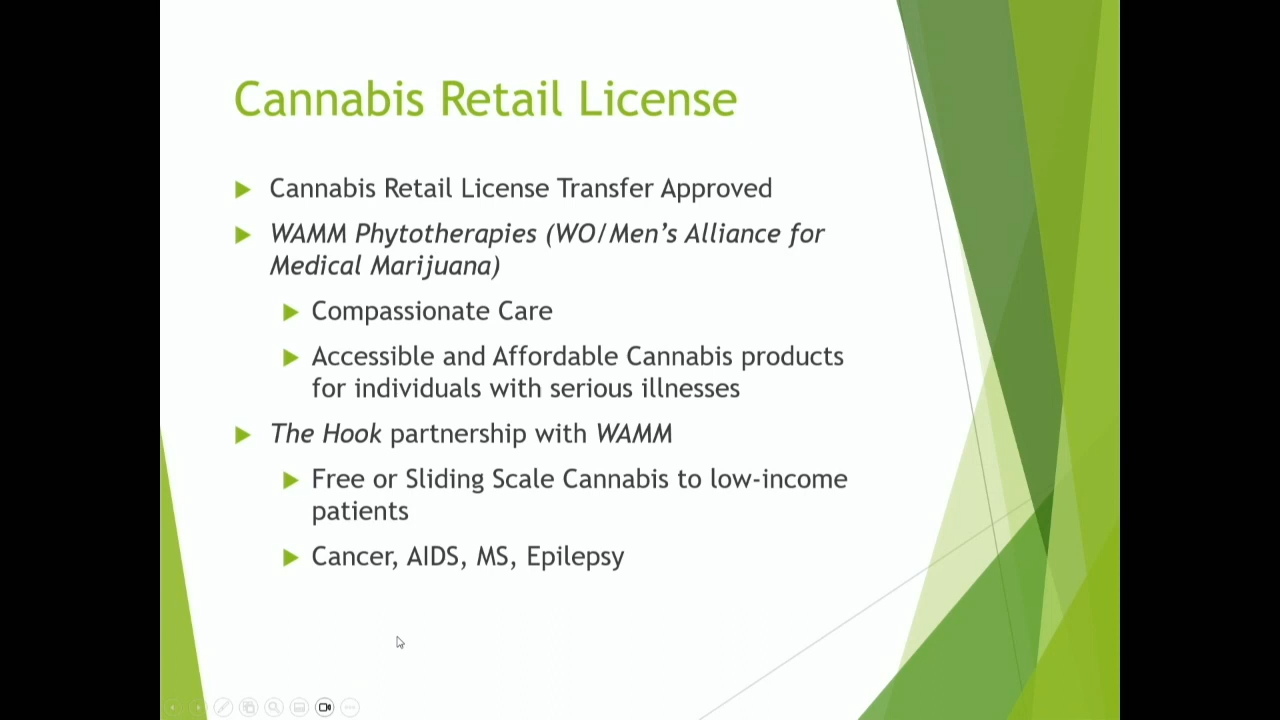 Cannabis Retail License
Cannabis Retail License Transfer Approved
WAMM Phytotherapies (WO/Men’s Alliance for
Medical Marijuana)
Compassionate Care
Accessible and Affordable Cannabis products
for individuals with serious illnesses
The Hook partnership with WAMM
Free or Sliding Scale Cannabis to low-income
patients
Cancer, AIDS, MS, Epilepsy